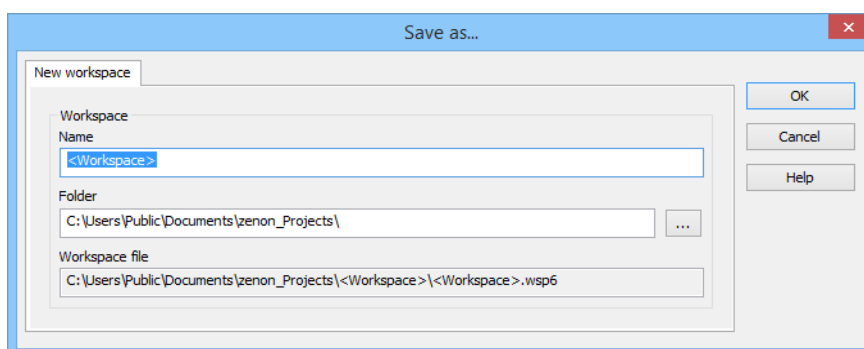 Save as...
New workspace
Workspace
Name
<Workspace>
Folder
C:\Users\Public\Documents\zenon_Projects\
...
Workspace file
C:\Users\Public\Documents\zenon_Projects\<Workspace>\<Workspace>.wsp6
OK
Cancel
Help